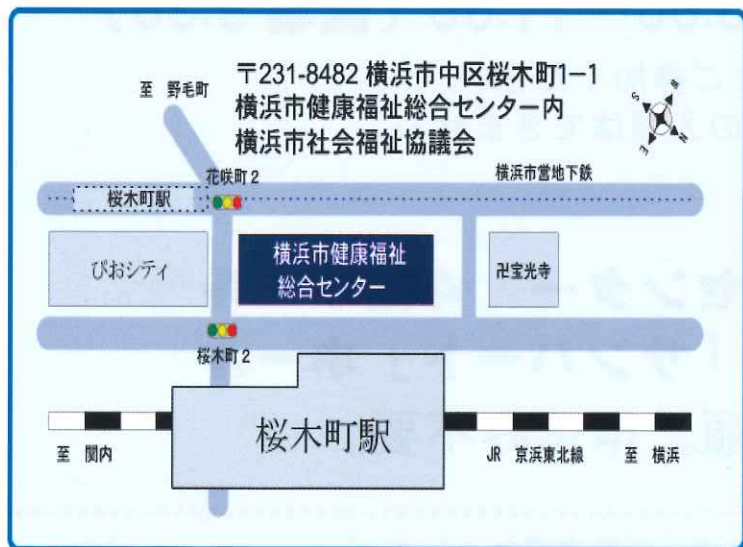 〒231-8482 横浜市中区桜木町1-1
横浜市健康福祉総合センター内
横浜市社会福祉協議会
至 野毛町
S
W
E
N
花咲町2
横浜市営地下鉄
桜木町駅
ぴおシティ
横浜市健康福祉
総合センター
卍宝光寺
桜木町2
桜木町駅
至 関内
JR 京浜東北線 至 横浜